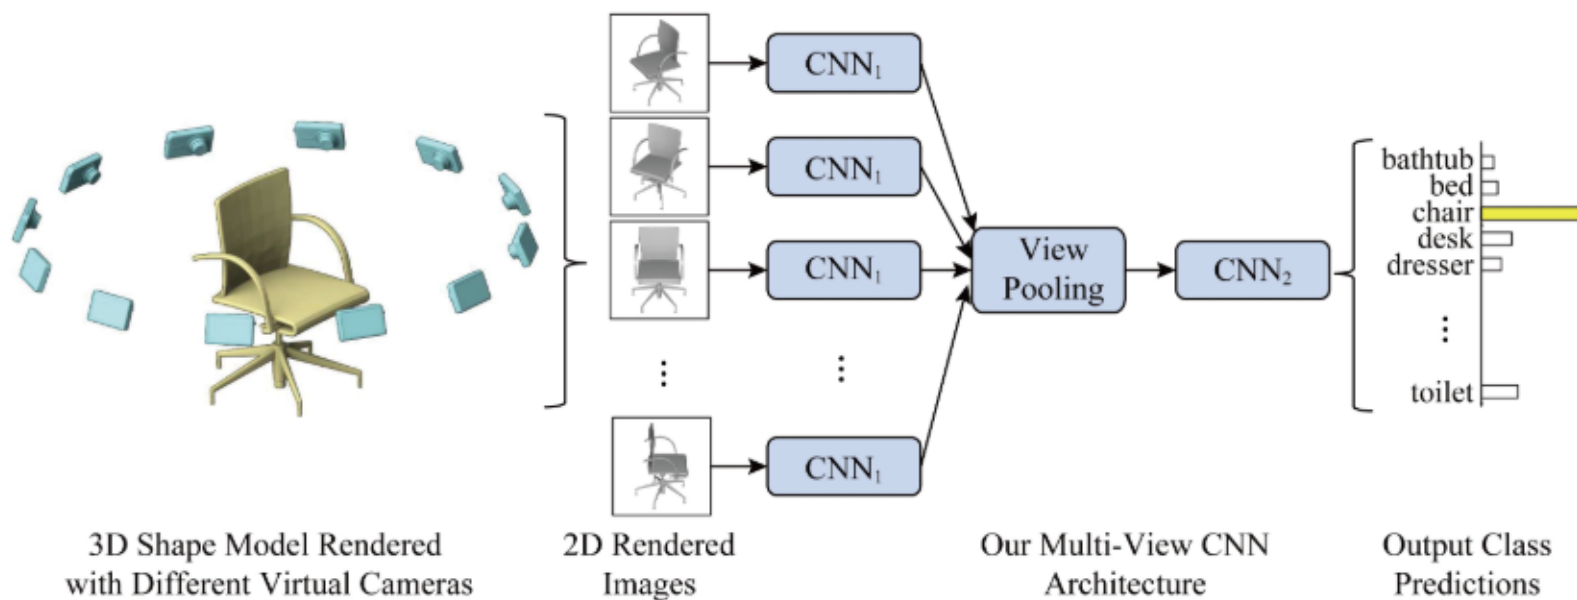 CNN₁
CNN₁
CNN₁
CNN₁
View
Pooling
CNN₂
bathtub
bed
chair
desk
dresser
toilet
3D Shape Model Rendered
with Different Virtual Cameras
2D Rendered
Images
Our Multi-View CNN
Architecture
Output Class
Predictions